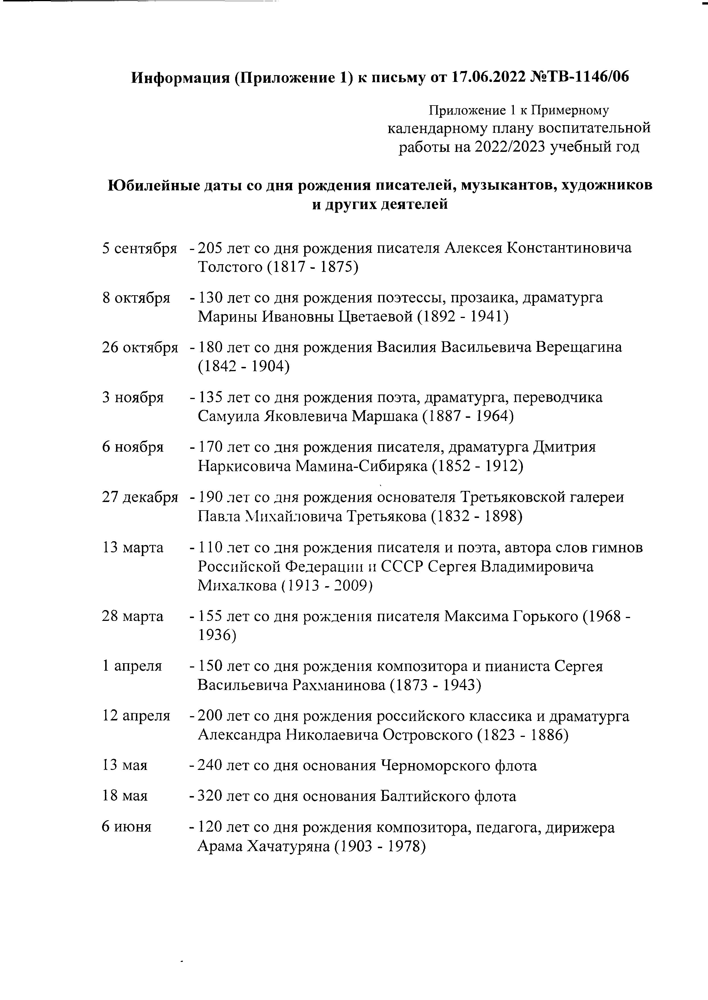 Информация (Приложение 1) к письму от 17.06.2022 №ТВ-1146/06
Приложение 1 к Примерному
календарному плану воспитательной
работы на 2022/2023 учебный год
Юбилейные даты со дня рождения писателей, музыкантов, художников
и других деятелей
5 сентября - 205 лет со дня рождения писателя Алексея Константиновича
Толстого (1817 - 1875)
8 октября - 130 лет со дня рождения поэтессы, прозаика, драматурга
Марины Ивановны Цветаевой (1892 - 1941)
26 октября - 180 лет со дня рождения Василия Васильевича Верещагина
(1842 - 1904)
3 ноября - 135 лет со дня рождения поэта, драматурга, переводчика
Самуила Яковлевича Маршака (1887 - 1964)
6 ноября - 170 лет со дня рождения писателя, драматурга Дмитрия
Наркисовича Мамина-Сибиряка (1852 - 1912)
27 декабря - 190 лет со дня рождения основателя Третьяковской галереи
Павла Михайловича Третьякова (1832 - 1898)
13 марта - 110 лет со дня рождения писателя и поэта, автора слов гимнов
Российской Федерации и СССР Сергея Владимировича
Михалкова (1913 - 2009)
28 марта - 155 лет со дня рождения писателя Максима Горького (1968 -
1936)
1 апреля - 150 лет со дня рождения композитора и пианиста Сергея
Васильевича Рахманинова (1873 - 1943)
12 апреля - 200 лет со дня рождения российского классика и драматурга
Александра Николаевича Островского (1823 - 1886)
13 мая - 240 лет со дня основания Черноморского флота
18 мая - 320 лет со дня основания Балтийского флота
6 июня - 120 лет со дня рождения композитора, педагога, дирижера
Арама Хачатуряна (1903 - 1978)